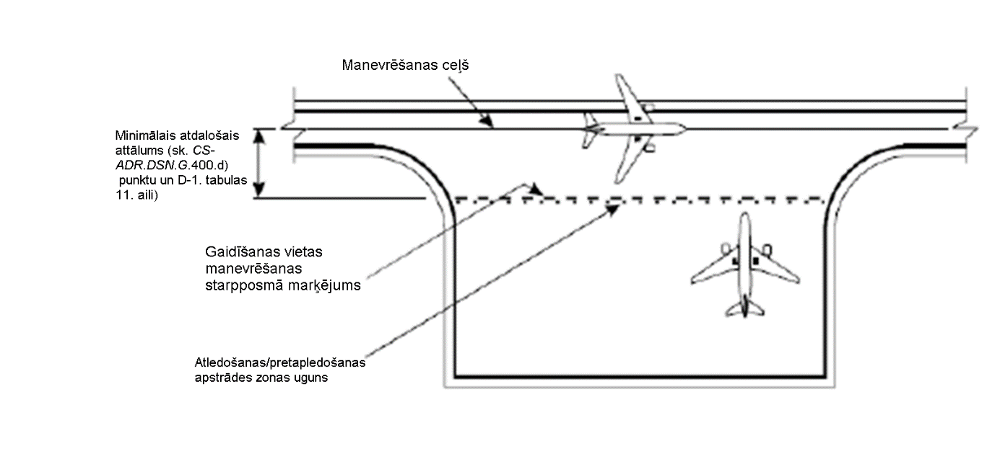 Manevrēšanas ceļš
Minimālais atdalošais
attālums (sk. CS-
ADR.DSN.G.400.d)
punktu un D-1. tabulas
11. aili)
Gaidīšanas vietas
manevrēšanas
starpposmā marķējums
Atledošanas/pretapledošanas
apstrādes zonas uguns